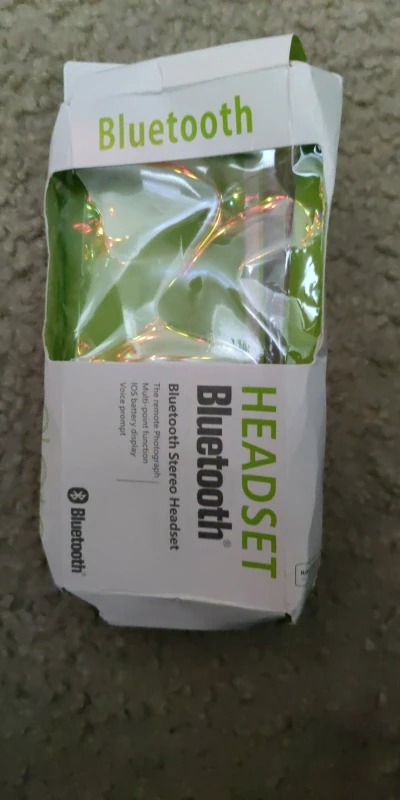 Bluetooth
HEADSET
Bluetooth®
Bluetooth Stereo Headset
The remote Photograph
Multi-point function
IOS battery display
Voice prompt
Bluetooth®